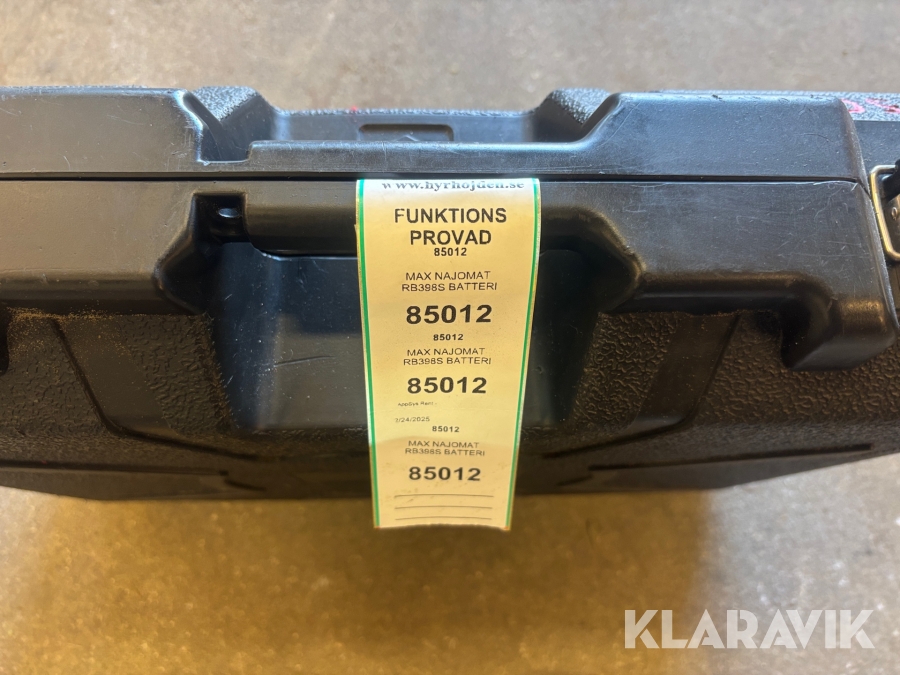 www.hyrhojden.se
FUNKTIONS
PROVAD
85012
MAX NAJOMAT
RB398S BATTERI
85012
85012
MAX NAJOMAT
RB398S BATTERI
85012
3/24/2025
85012
MAX NAJOMAT
RB398S BATTERI
85012
KLARAVIK